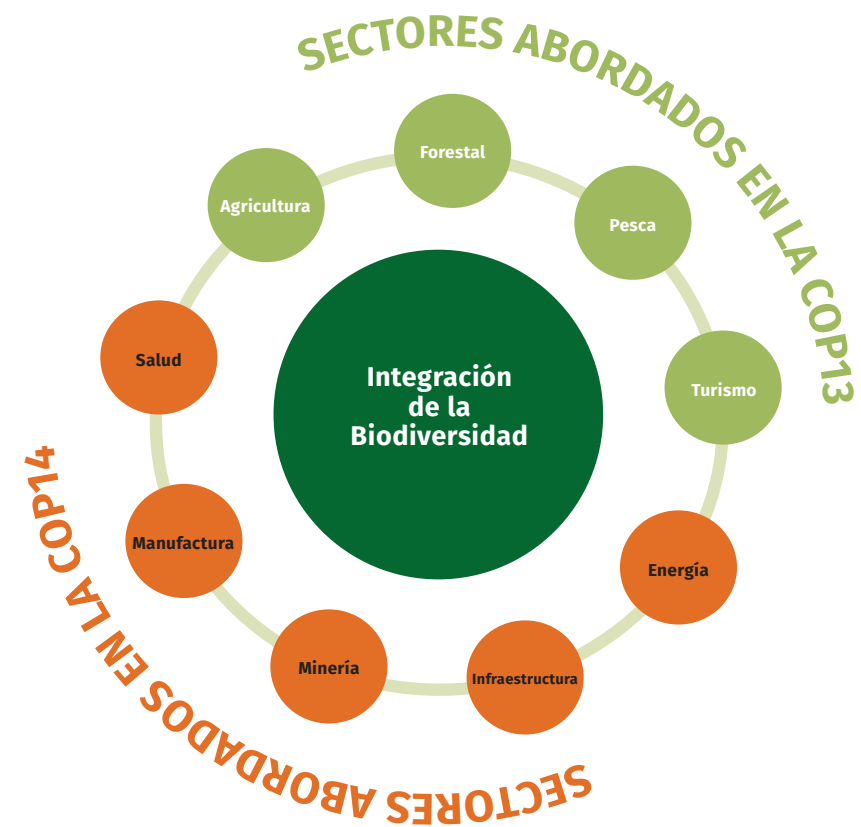 SECTORES ABORDADOS EN LA COP13
Forestal
Agricultura
Pesca
Salud
Integración
de la
Biodiversidad
Turismo
Manufactura
Energía
Minería
Infraestructura
SECTORES ABORDADOS EN LA COP14